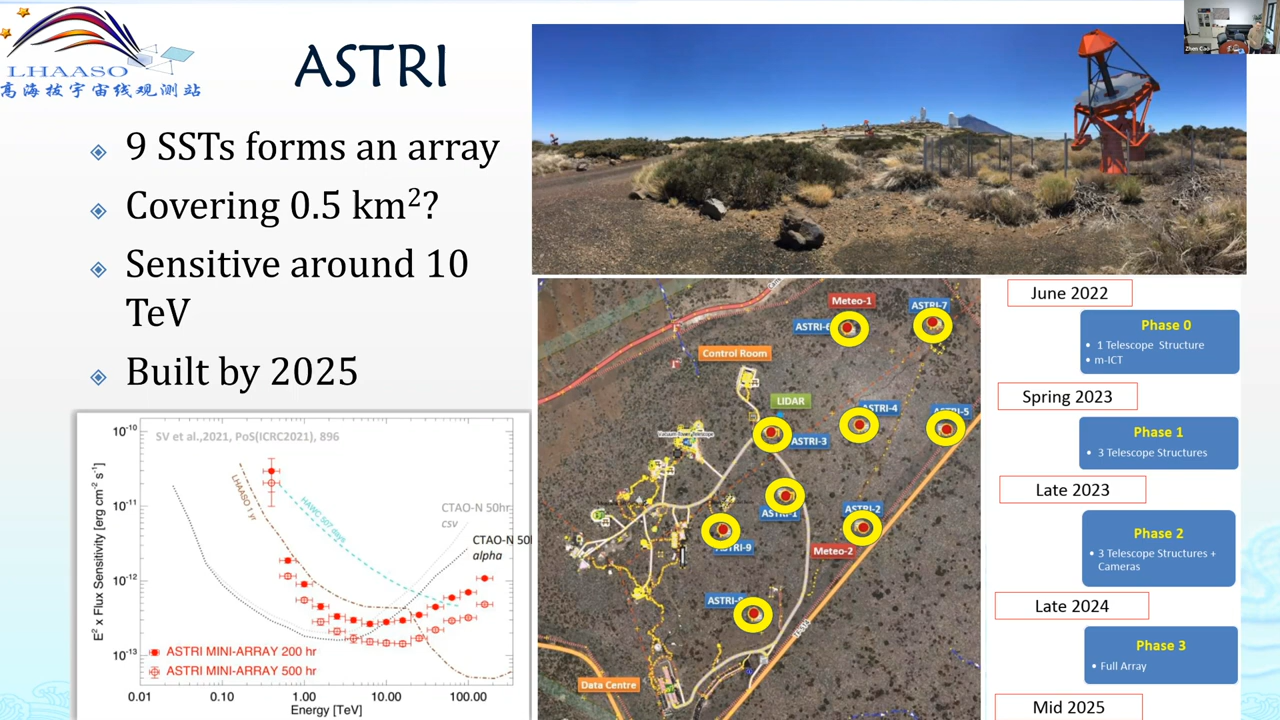 LHAASO
高海拔宇宙线观测站
ASTRI
9 SSTs forms an array
Covering 0.5 km²?
Sensitive around 10
TeV
Built by 2025
Zhen Cao
SV et al.,2021, PoS(ICRC2021), 896
E² x Flux Sensitivity [erg cm⁻² s⁻¹]
10⁻¹⁰
10⁻¹¹
10⁻¹²
10⁻¹³
LHAASO 1 yr
HAWC 507 days
CTAO-N 50hr
csv
CTAO-N 50
alpha
ASTRI MINI-ARRAY 200 hr
ASTRI MINI-ARRAY 500 hr
0.01
0.10
1.00
10.00
100.00
Energy [TeV]
Meteo-1
ASTRI-7
ASTRI-6
Control Room
LIDAR
ASTRI-4
ASTRI-5
ASTRI-3
ASTRI-1
ASTRI-2
ASTRI-9
Meteo-2
ASTRI-8
Data Centre
June 2022
Phase 0
1 Telescope Structure
m-ICT
Spring 2023
Phase 1
3 Telescope Structures
Late 2023
Phase 2
3 Telescope Structures +
Cameras
Late 2024
Phase 3
Full Array
Mid 2025